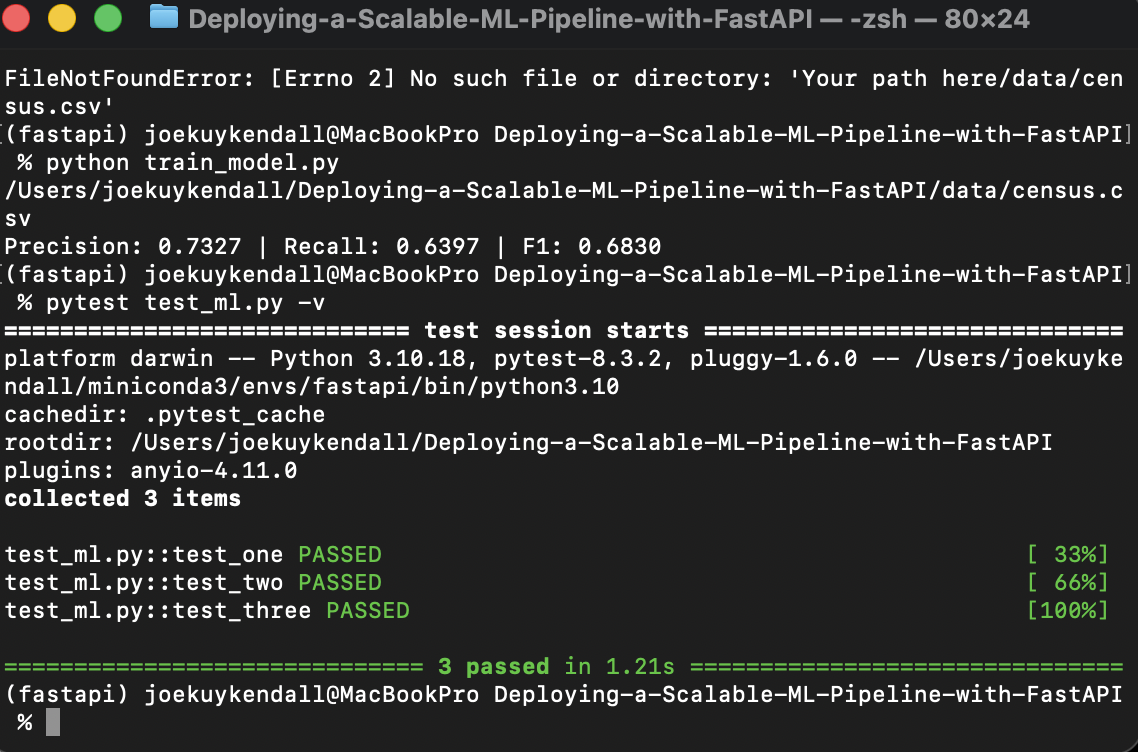 Deploying-a-Scalable-ML-Pipeline-with-FastAPI — -zsh — 80×24
FileNotFoundError: [Errno 2] No such file or directory: 'Your path here/data/cen
sus.csv'
[(fastapi) joekuykendall@MacBookPro Deploying-a-Scalable-ML-Pipeline-with-FastAPI]
 % python train_model.py
/Users/joekuykendall/Deploying-a-Scalable-ML-Pipeline-with-FastAPI/data/census.c
sv
Precision: 0.7327 | Recall: 0.6397 | F1: 0.6830
[(fastapi) joekuykendall@MacBookPro Deploying-a-Scalable-ML-Pipeline-with-FastAPI]
 % pytest test_ml.py -v
============================= test session starts ==============================
platform darwin -- Python 3.10.18, pytest-8.3.2, pluggy-1.6.0 -- /Users/joekuyke
ndall/miniconda3/envs/fastapi/bin/python3.10
cachedir: .pytest_cache
rootdir: /Users/joekuykendall/Deploying-a-Scalable-ML-Pipeline-with-FastAPI
plugins: anyio-4.11.0
collected 3 items
test_ml.py::test_one PASSED [ 33%]
test_ml.py::test_two PASSED [ 66%]
test_ml.py::test_three PASSED [100%]
============================== 3 passed in 1.21s ===============================
(fastapi) joekuykendall@MacBookPro Deploying-a-Scalable-ML-Pipeline-with-FastAPI
 %